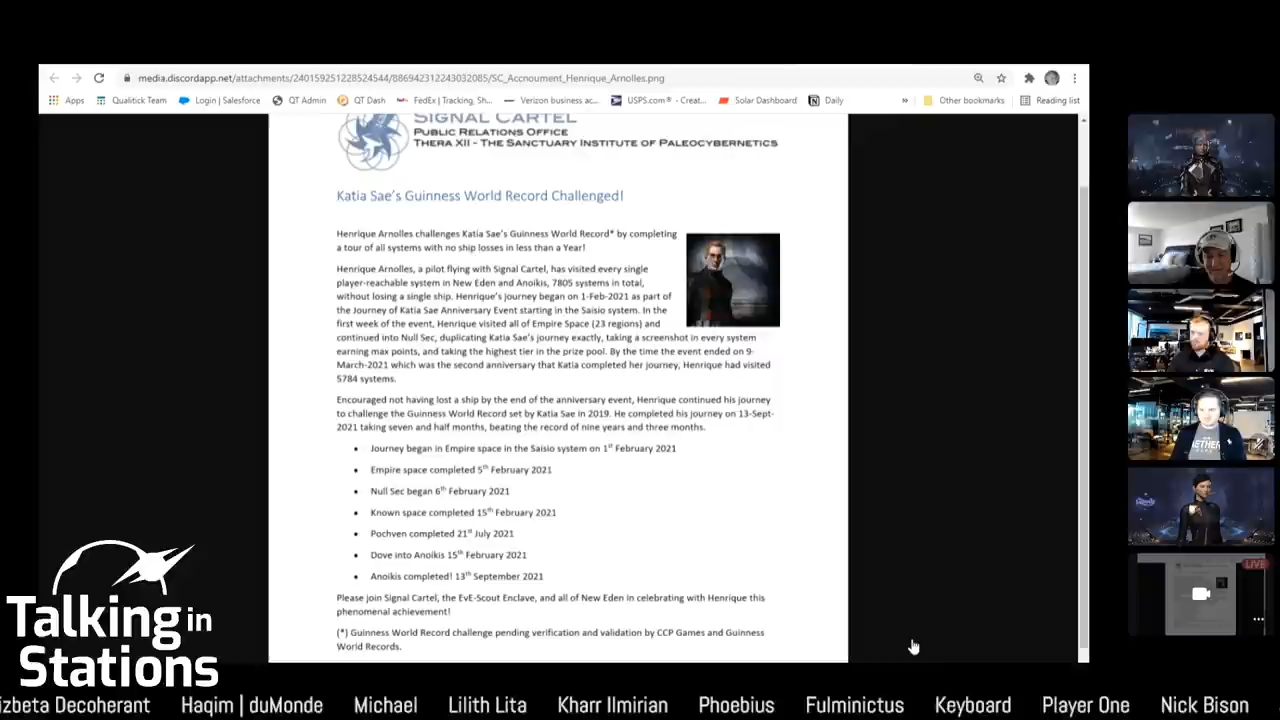 media.discordapp.net/attachments/240159251228524544/886942312243032085/SC_Accnoument_Henrique_Arnolles.png
Apps Qualitick Team Login | Salesforce QT Admin QT Dash FedEx | Tracking, Sh... Verizon business ac... USPS.com® - Creat... Solar Dashboard Daily » Other bookmarks Reading list
SIGNAL CARTEL
PUBLIC RELATIONS OFFICE
THERA XII - THE SANCTUARY INSTITUTE OF PALEOCYBERNETICS
Katia Sae's Guinness World Record Challenged!
Henrique Arnolles challenges Katia Sae's Guinness World Record* by completing
a tour of all systems with no ship losses in less than a Year!
Henrique Arnolles, a pilot flying with Signal Cartel, has visited every single
player-reachable system in New Eden and Anoikis, 7805 systems in total,
without losing a single ship. Henrique's journey began on 1-Feb-2021 as part of
the Journey of Katia Sae Anniversary Event starting in the Saisio system. In the
first week of the event, Henrique visited all of Empire Space (23 regions) and
continued into Null Sec, duplicating Katia Sae's journey exactly, taking a screenshot in every system
earning max points, and taking the highest tier in the prize pool. By the time the event ended on 9-
March-2021 which was the second anniversary that Katia completed her journey, Henrique had visited
5784 systems.
Encouraged not having lost a ship by the end of the anniversary event, Henrique continued his journey
to challenge the Guinness World Record set by Katia Sae in 2019. He completed his journey on 13-Sept-
2021 taking seven and half months, beating the record of nine years and three months.
• Journey began in Empire space in the Saisio system on 1st February 2021
• Empire space completed 5th February 2021
• Null Sec began 6th February 2021
• Known space completed 15th February 2021
• Pochven completed 21st July 2021
• Dove into Anoikis 15th February 2021
• Anoikis completed! 13th September 2021
Please join Signal Cartel, the EvE-Scout Enclave, and all of New Eden in celebrating with Henrique this
phenomenal achievement!
(*) Guinness World Record challenge pending verification and validation by CCP Games and Guinness
World Records.
LIVE
Talking in
Stations
izbeta Decoherant Haqim | duMonde Michael Lilith Lita Kharr Ilmirian Phoebius Fulminictus Keyboard Player One Nick Bison